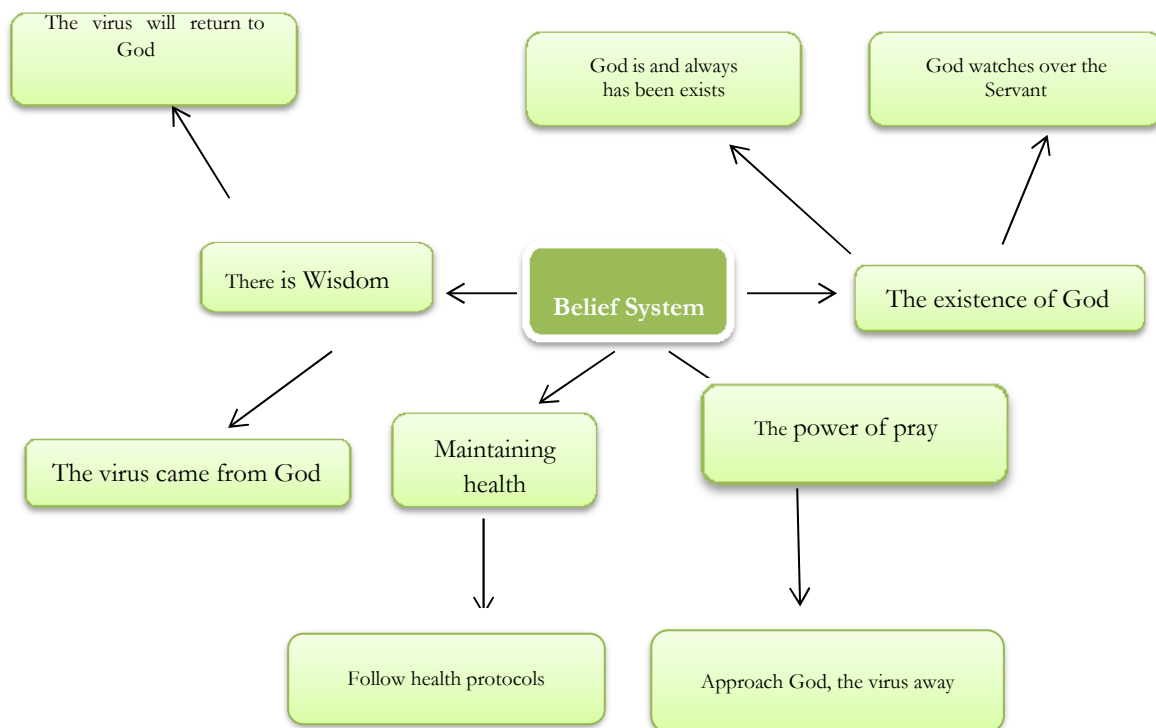 The virus will return to
God
God is and always
has been exists
God watches over the
Servant
There is Wisdom
Belief System
The existence of God
The virus came from God
Maintaining
health
The power of pray
Follow health protocols
Approach God, the virus away